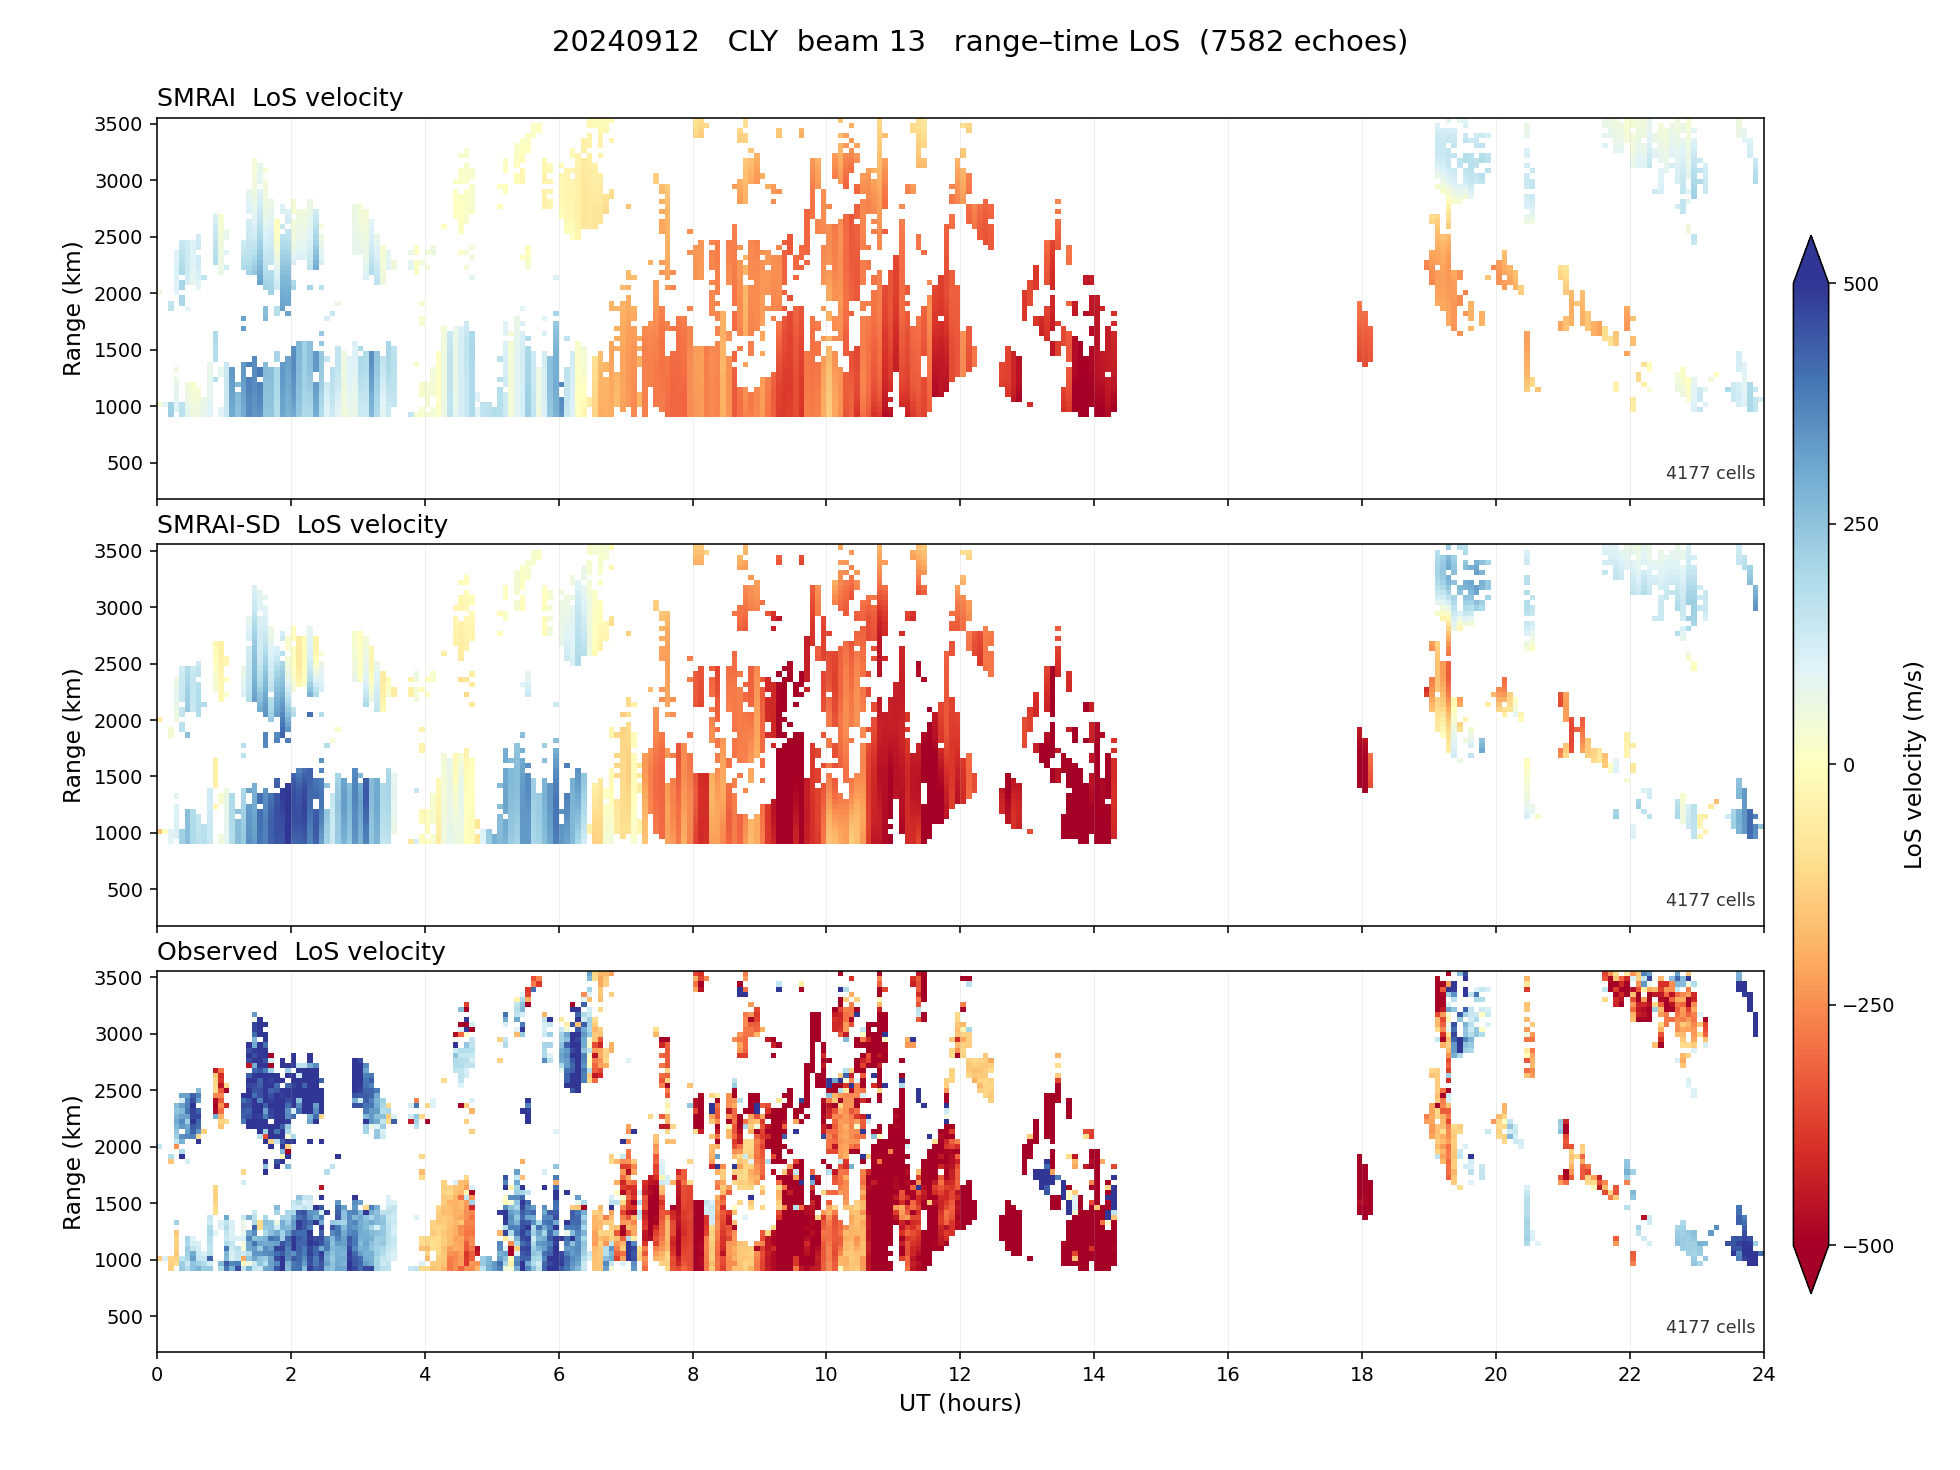 20240912   CLY  beam 13   range–time LoS  (7582 echoes)
SMRAI  LoS velocity
3500
3000
2500
2000
1500
1000
500
Range (km)
4177 cells
SMRAI-SD  LoS velocity
3500
3000
2500
2000
1500
1000
500
Range (km)
4177 cells
Observed  LoS velocity
3500
3000
2500
2000
1500
1000
500
Range (km)
4177 cells
0 2 4 6 8 10 12 14 16 18 20 22 24
UT (hours)
500
250
0
−250
−500
LoS velocity (m/s)